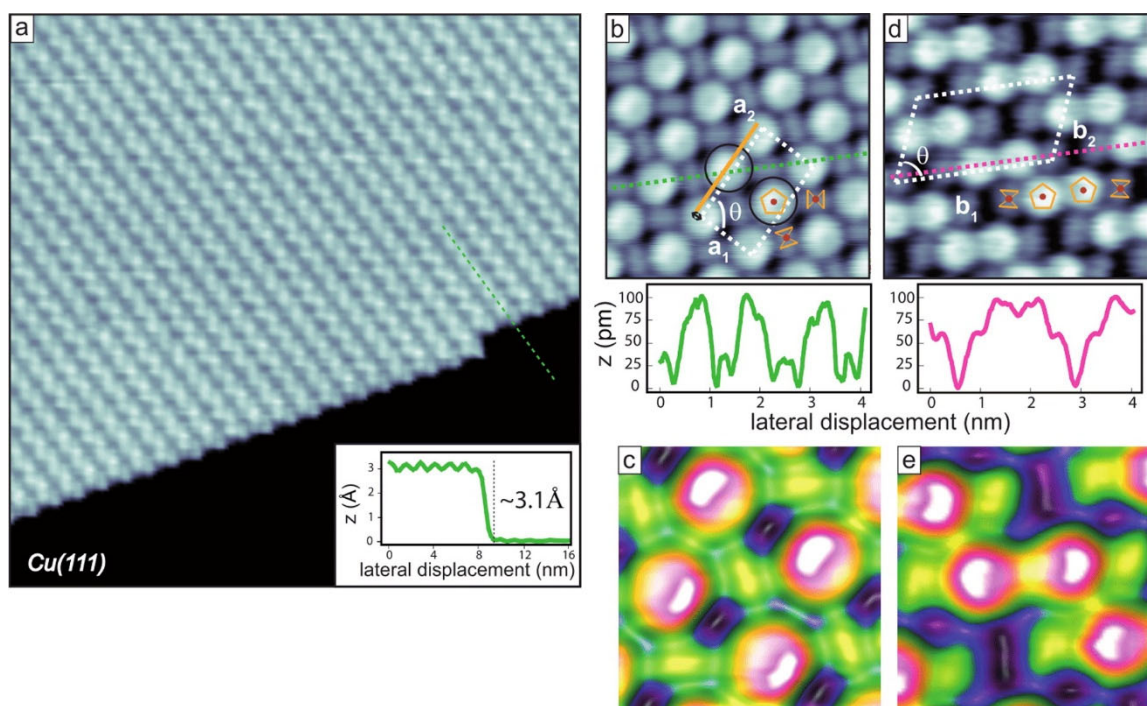 a
Cu(111)
z (Å)
3
2
1
0
~3.1Å
0 4 8 12 16
lateral displacement (nm)
b
a₂
θ
a₁
d
b₂
θ
b₁
z (pm)
100
75
50
25
0
0 1 2 3 4
100
75
50
25
0
0 1 2 3 4
lateral displacement (nm)
c
e